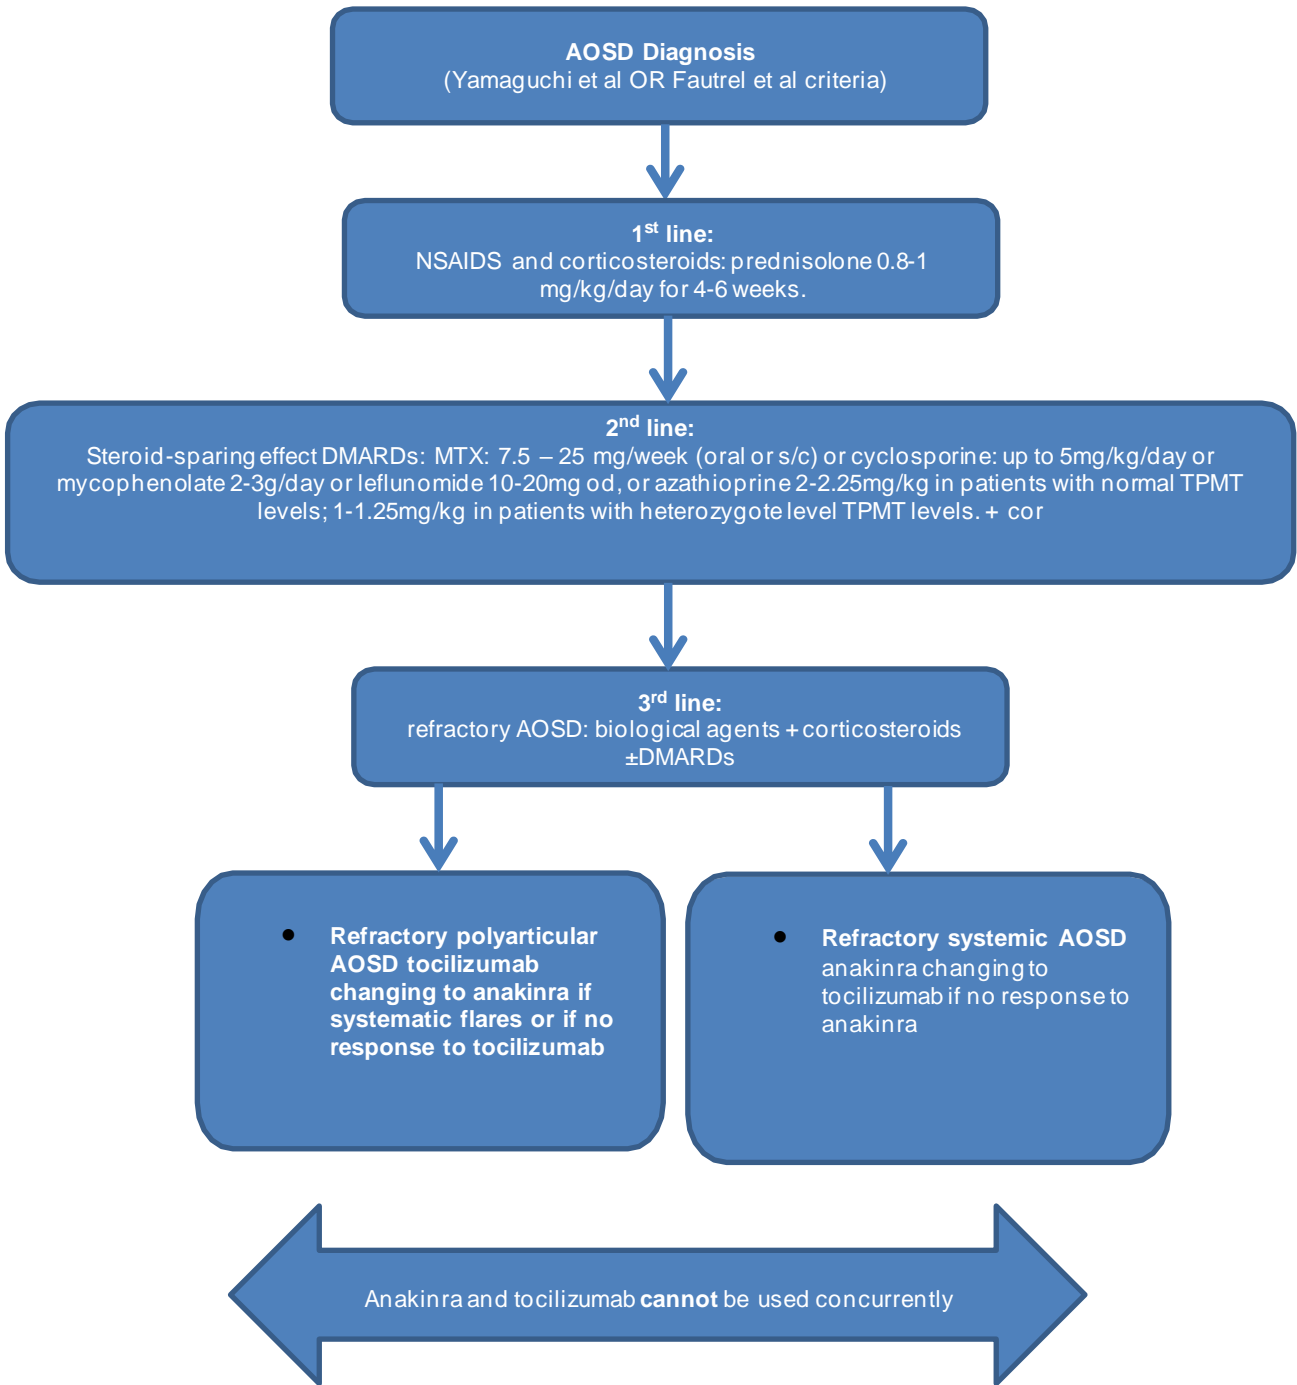 AOSD Diagnosis
(Yamaguchi et al OR Fautrel et al criteria)
1st line:
NSAIDS and corticosteroids: prednisolone 0.8-1
mg/kg/day for 4-6 weeks.
2nd line:
Steroid-sparing effect DMARDs: MTX: 7.5 – 25 mg/week (oral or s/c) or cyclosporine: up to 5mg/kg/day or
mycophenolate 2-3g/day or leflunomide 10-20mg od, or azathioprine 2-2.25mg/kg in patients with normal TPMT
levels; 1-1.25mg/kg in patients with heterozygote level TPMT levels. + cor
3rd line:
refractory AOSD: biological agents + corticosteroids
±DMARDs
• Refractory polyarticular
AOSD tocilizumab
changing to anakinra if
systematic flares or if no
response to tocilizumab
• Refractory systemic AOSD
anakinra changing to
tocilizumab if no response to
anakinra
Anakinra and tocilizumab cannot be used concurrently